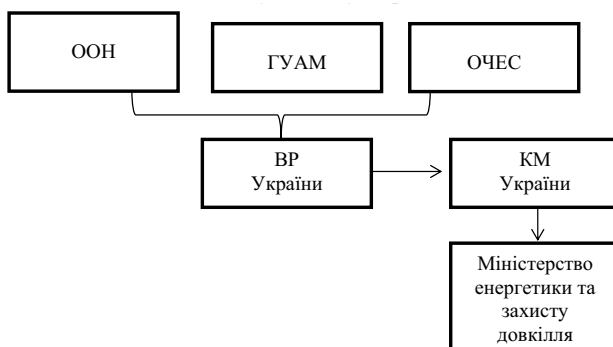 ООН
ГУАМ
ОЧЕС
ВР
України
КМ
України
Міністерство
енергетики та
захисту
довкілля